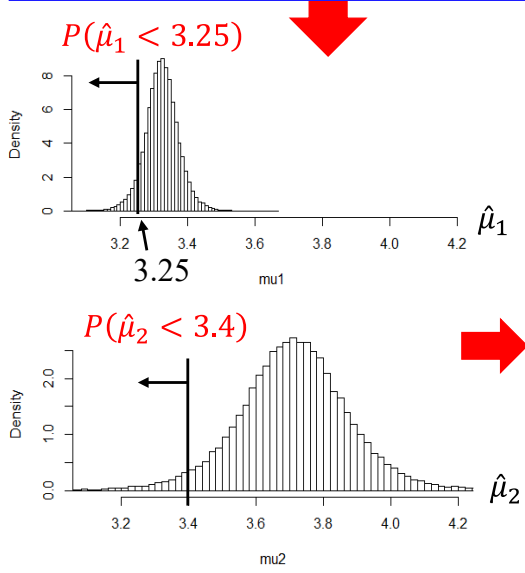 P(μ̂₁ < 3.25)
Density
0 2 4 6 8
3.2 3.4 3.6 3.8 4.0 4.2
μ̂₁
3.25
mu1
P(μ̂₂ < 3.4)
Density
0.0 1.0 2.0
3.2 3.4 3.6 3.8 4.0 4.2
μ̂₂
mu2